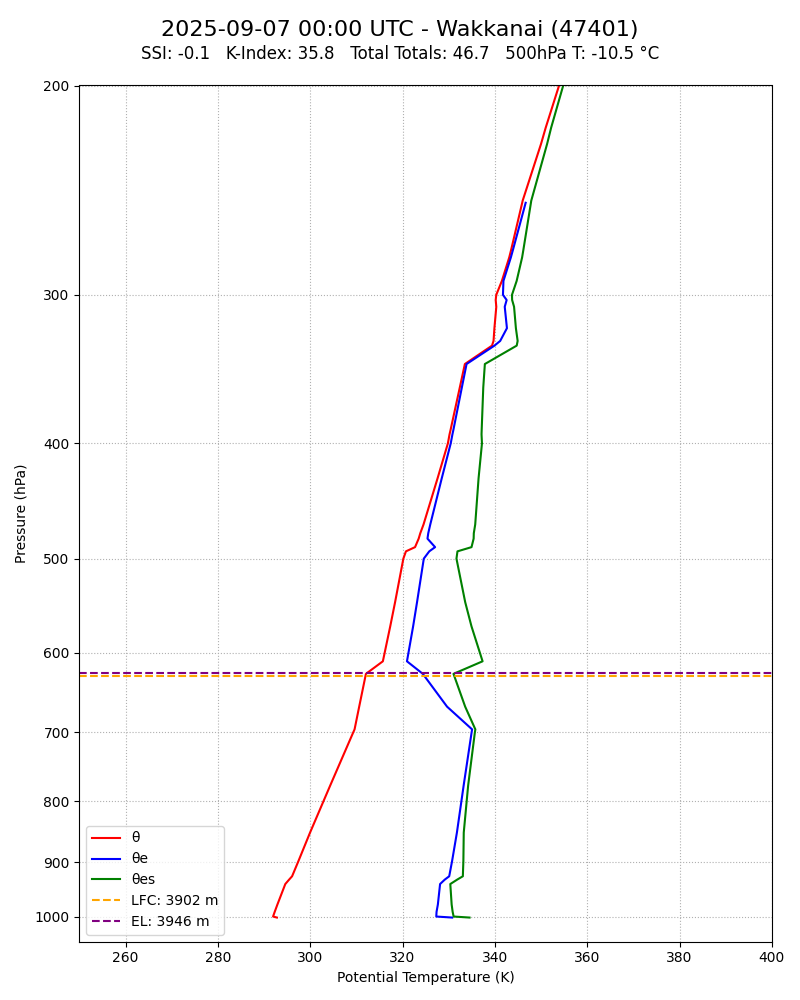 2025-09-07 00:00 UTC - Wakkanai (47401)
SSI: -0.1 K-Index: 35.8 Total Totals: 46.7 500hPa T: -10.5 °C
200
300
400
500
600
700
800
900
1000
Pressure (hPa)
θ
θe
θes
LFC: 3902 m
EL: 3946 m
260 280 300 320 340 360 380 400
Potential Temperature (K)